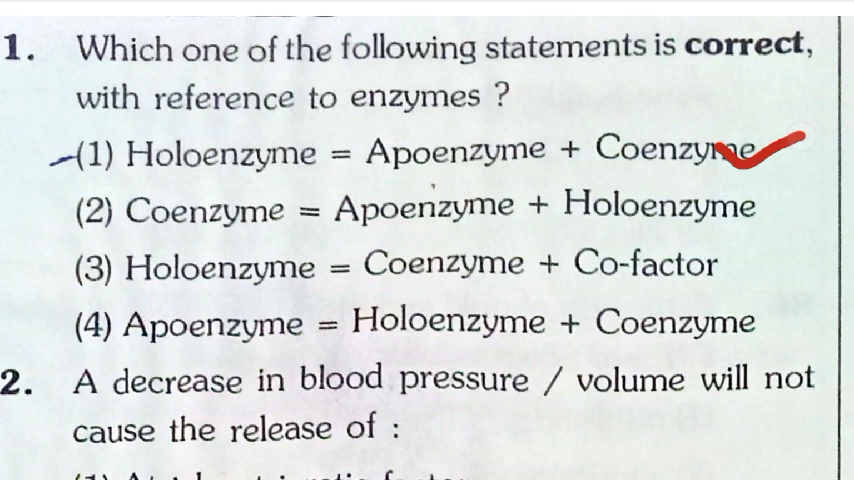 1. Which one of the following statements is correct,
with reference to enzymes ?
(1) Holoenzyme = Apoenzyme + Coenzyme
(2) Coenzyme = Apoenzyme + Holoenzyme
(3) Holoenzyme = Coenzyme + Co-factor
(4) Apoenzyme = Holoenzyme + Coenzyme
2. A decrease in blood pressure / volume will not
cause the release of :